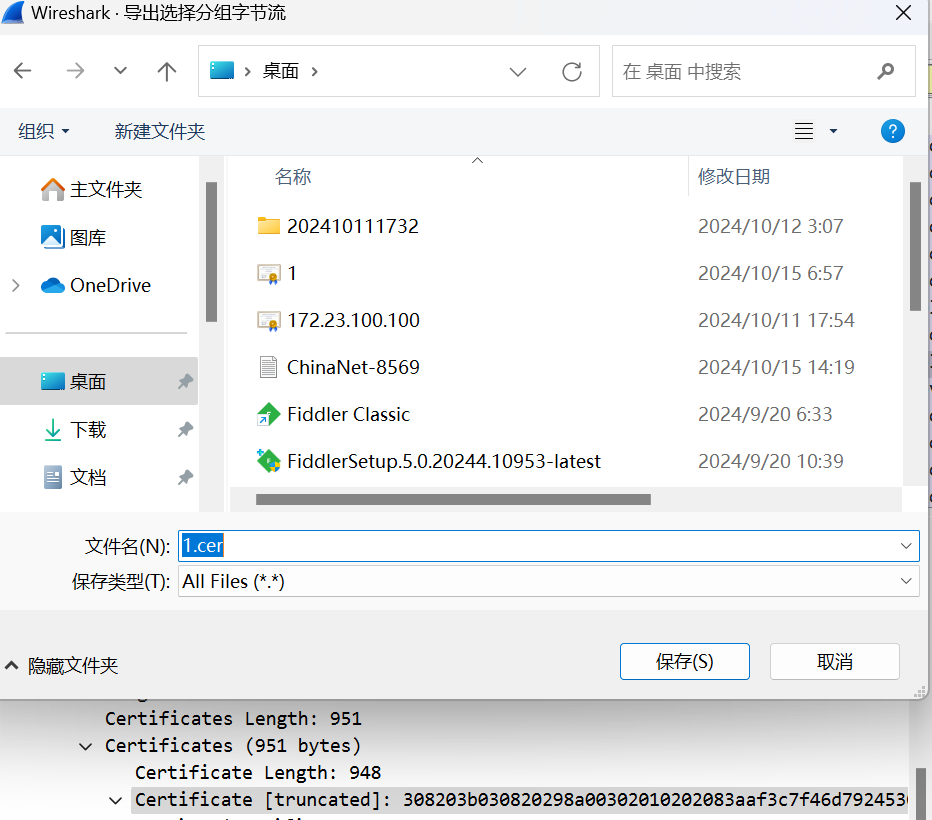 Wireshark · 导出选择分组字节流
桌面
在 桌面 中搜索
组织
新建文件夹
?
名称
修改日期
主文件夹
图库
OneDrive
桌面
下载
文档
202410111732 2024/10/12 3:07
1 2024/10/15 6:57
172.23.100.100 2024/10/11 17:54
ChinaNet-8569 2024/10/15 14:19
Fiddler Classic 2024/9/20 6:33
FiddlerSetup.5.0.20244.10953-latest 2024/9/20 10:39
文件名(N): 1.cer
保存类型(T): All Files (*.*)
隐藏文件夹
保存(S)
取消
Certificates Length: 951
Certificates (951 bytes)
Certificate Length: 948
Certificate [truncated]: 308203b030820298a00302010202083aaf3c7f46d792453